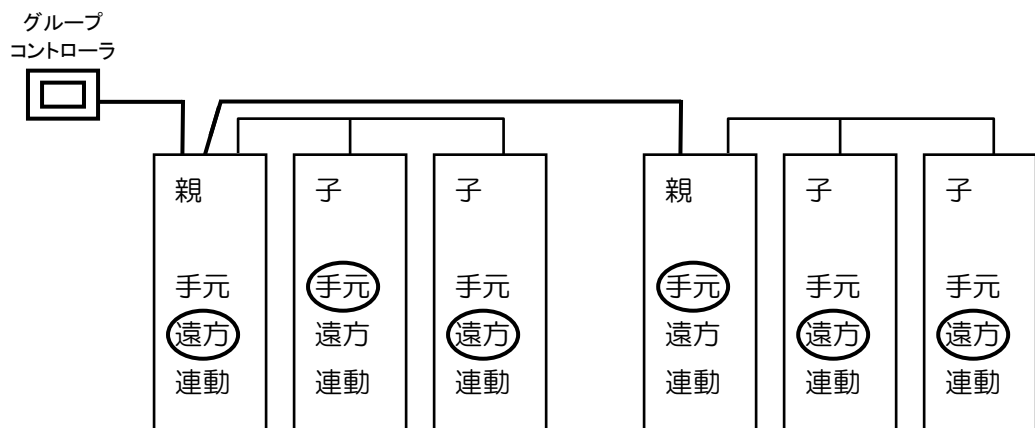 グループ
コントローラ
親 子 子 親 子 子
手元 手元 手元 手元 手元 手元
遠方 遠方 遠方 遠方 遠方 遠方
連動 連動 連動 連動 連動 連動